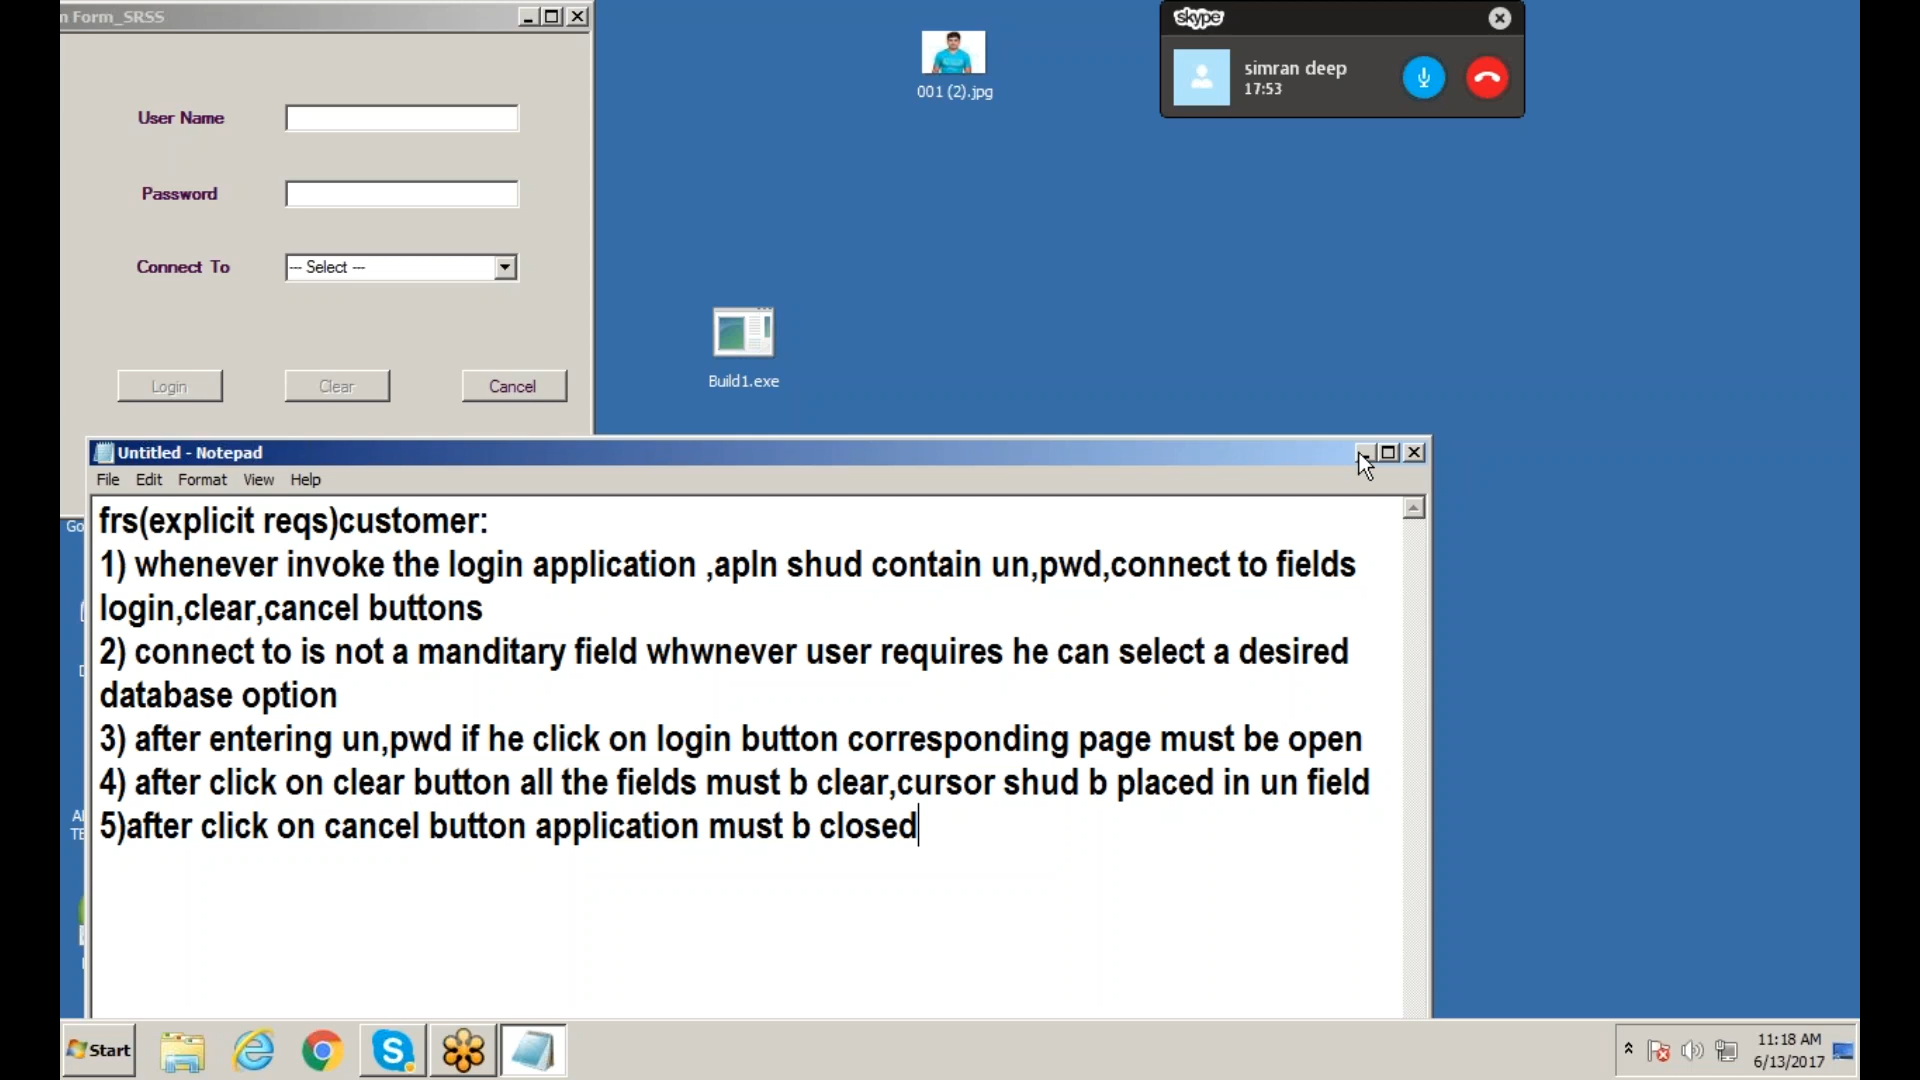 n Form_SRSS
skype
simran deep
17:53
001 (2).jpg
User Name
Password
Connect To
--- Select ---
Build1.exe
Login
Clear
Cancel
Untitled - Notepad
File Edit Format View Help
frs(explicit reqs)customer:
1) whenever invoke the login application ,apln shud contain un,pwd,connect to fields
login,clear,cancel buttons
2) connect to is not a manditary field whwnever user requires he can select a desired
database option
3) after entering un,pwd if he click on login button corresponding page must be open
4) after click on clear button all the fields must b clear,cursor shud b placed in un field
5)after click on cancel button application must b closed
Go
Al
TE
Start
11:18 AM
6/13/2017